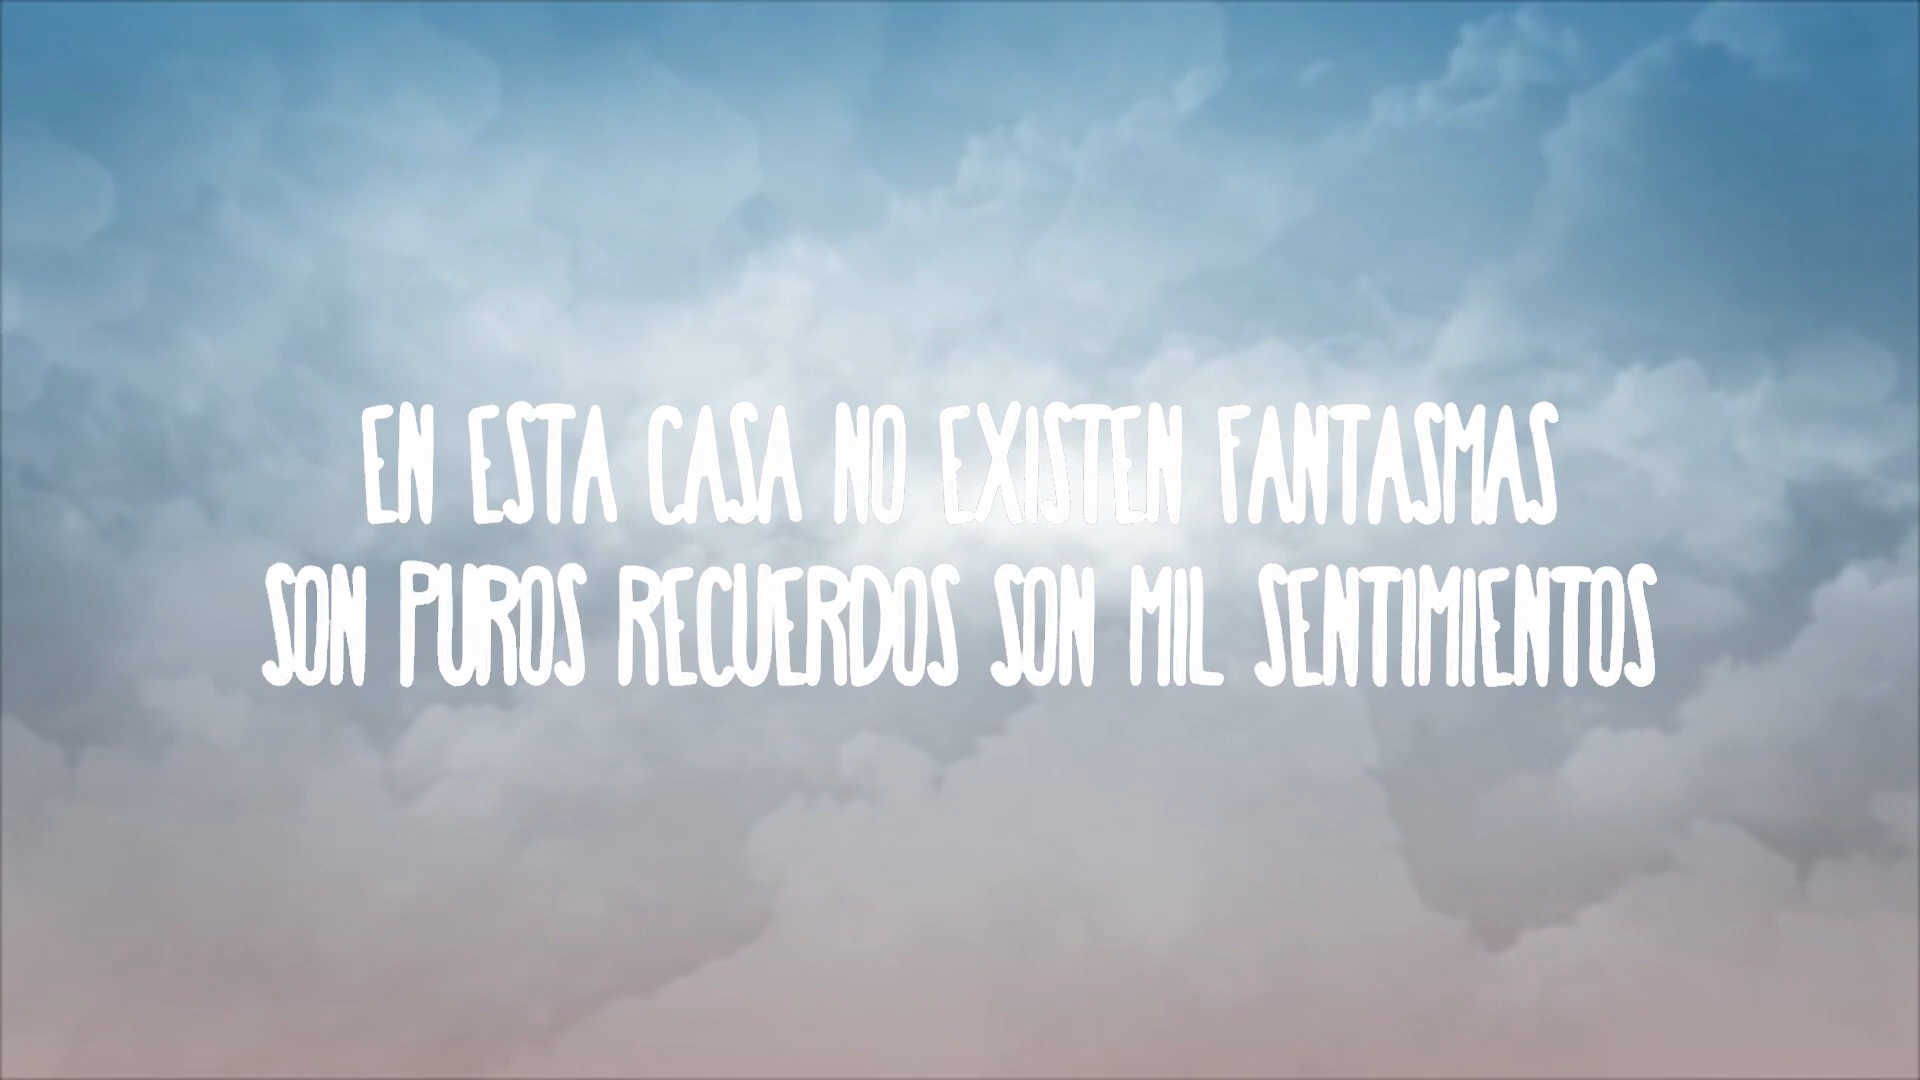 EN ESTA CASA NO EXISTEN FANTASMAS
SON PUROS RECUERDOS SON MIL SENTIMIENTOS